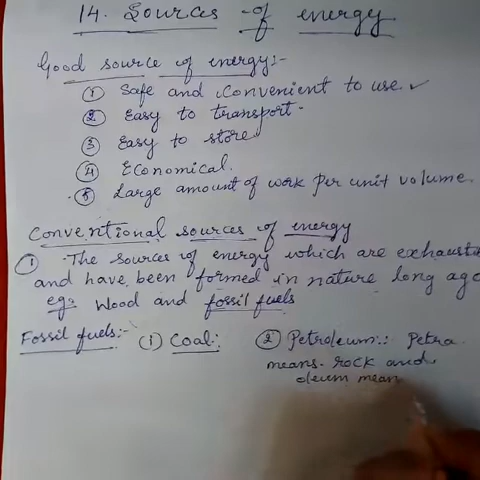 14. Sources of energy
Good source of energy:-
① Safe and convenient to use. ✓
② Easy to transport.
③ Easy to store
④ Economical.
⑤ Large amount of work per unit volume.
Conventional sources of energy
① The sources of energy which are exhausti
and have been formed in nature long ago
eg:- Wood and fossil fuels
Fossil fuels:- (1) Coal: ② Petroleum:: Petra
means rock and
oleum mean